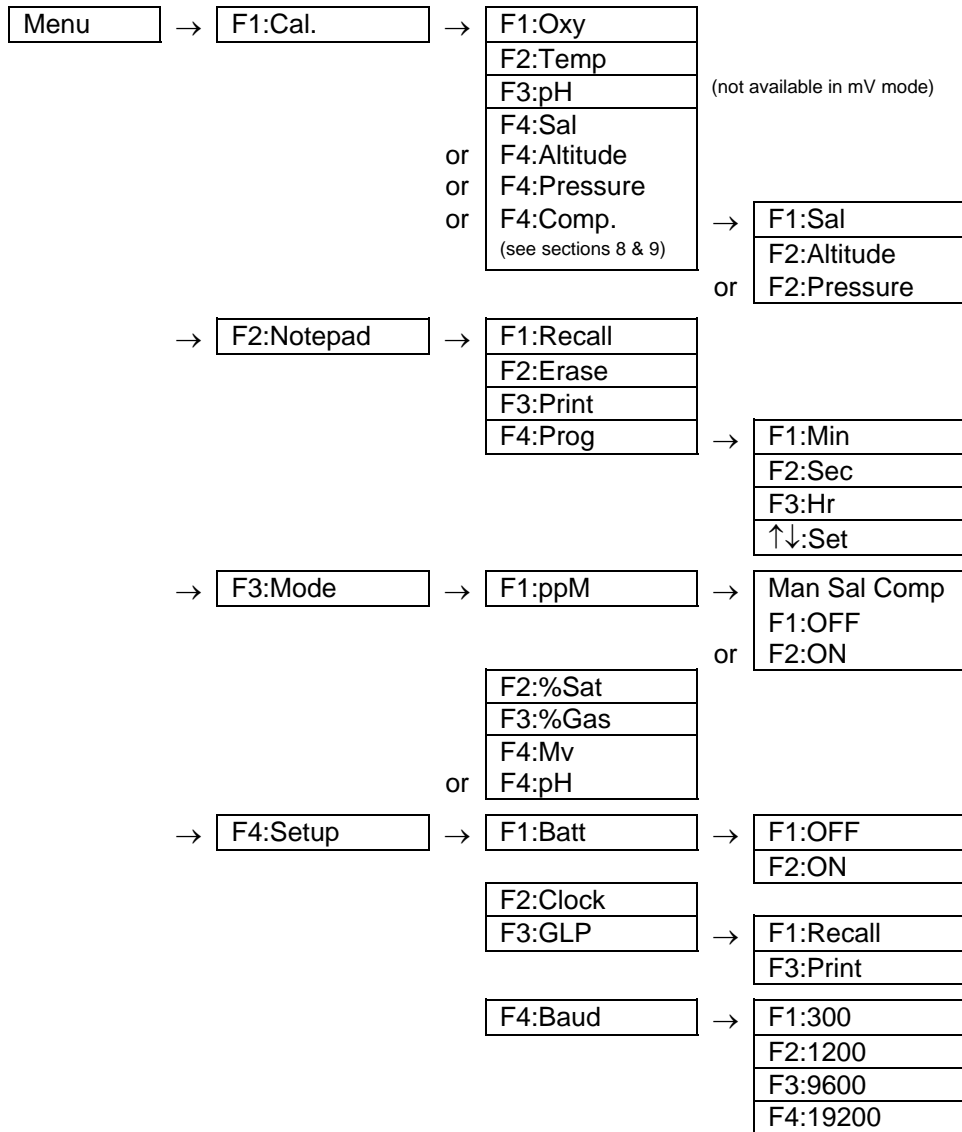 Menu → F1:Cal. → F1:Oxy
F2:Temp
F3:pH (not available in mV mode)
F4:Sal
or F4:Altitude
or F4:Pressure
or F4:Comp. → F1:Sal
(see sections 8 & 9) F2:Altitude
or F2:Pressure
→ F2:Notepad → F1:Recall
F2:Erase
F3:Print
F4:Prog → F1:Min
F2:Sec
F3:Hr
↑↓:Set
→ F3:Mode → F1:ppM → Man Sal Comp
F1:OFF
or F2:ON
F2:%Sat
F3:%Gas
F4:Mv
or F4:pH
→ F4:Setup → F1:Batt → F1:OFF
F2:ON
F2:Clock
F3:GLP → F1:Recall
F3:Print
F4:Baud → F1:300
F2:1200
F3:9600
F4:19200